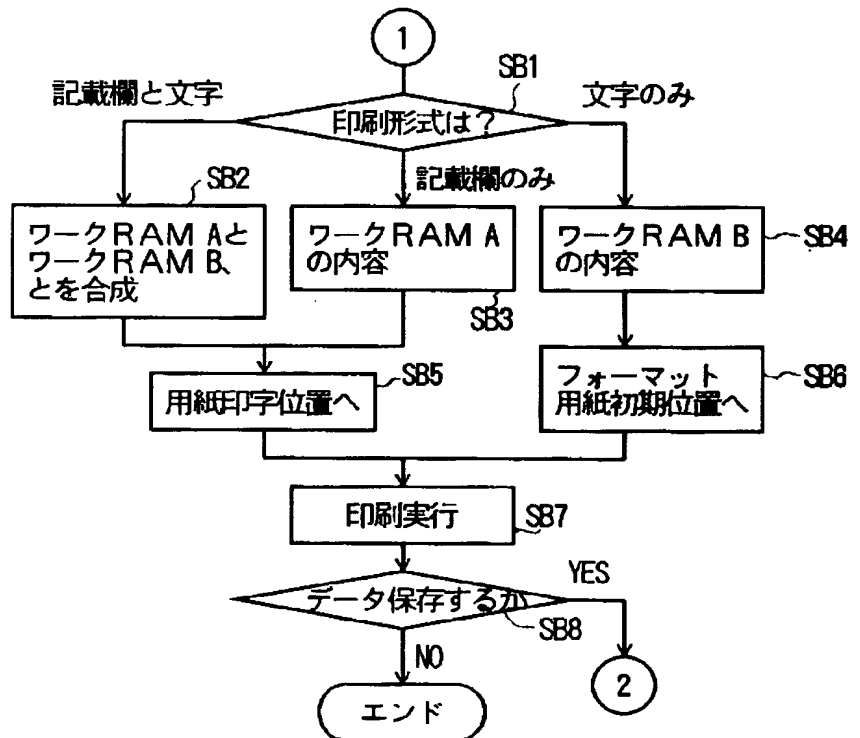 1
SB1
記載欄と文字
印刷形式は?
文字のみ
SB2
記載欄のみ
ワークRAM Aと
ワークRAM B、
とを合成
ワークRAM A
の内容
SB3
ワークRAM B
の内容
SB4
用紙印字位置へ
SB5
フォーマット
用紙初期位置へ
SB6
印刷実行
SB7
データ保存するか
SB8
YES
NO
エンド
2